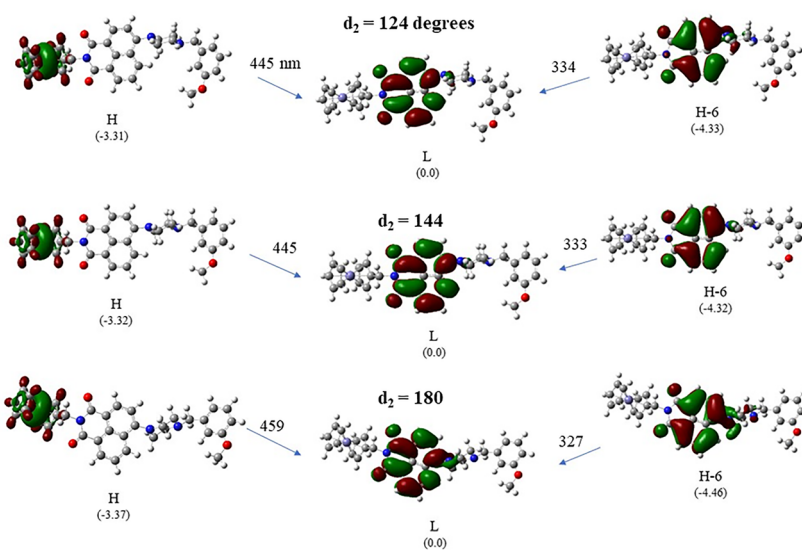 d₂ = 124 degrees
445 nm
334
H
(-3.31)
L
(0.0)
H-6
(-4.33)
d₂ = 144
445
333
H
(-3.32)
L
(0.0)
H-6
(-4.32)
d₂ = 180
459
327
H
(-3.37)
L
(0.0)
H-6
(-4.46)